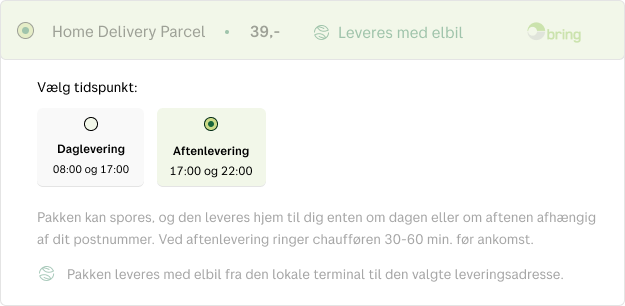 Home Delivery Parcel • 39,- Leveres med elbil bring
Vælg tidspunkt:
Daglevering Aftenlevering
08:00 og 17:00 17:00 og 22:00
Pakken kan spores, og den leveres hjem til dig enten om dagen eller om aftenen afhængig
af dit postnummer. Ved aftenlevering ringer chaufføren 30-60 min. før ankomst.
Pakken leveres med elbil fra den lokale terminal til den valgte leveringsadresse.